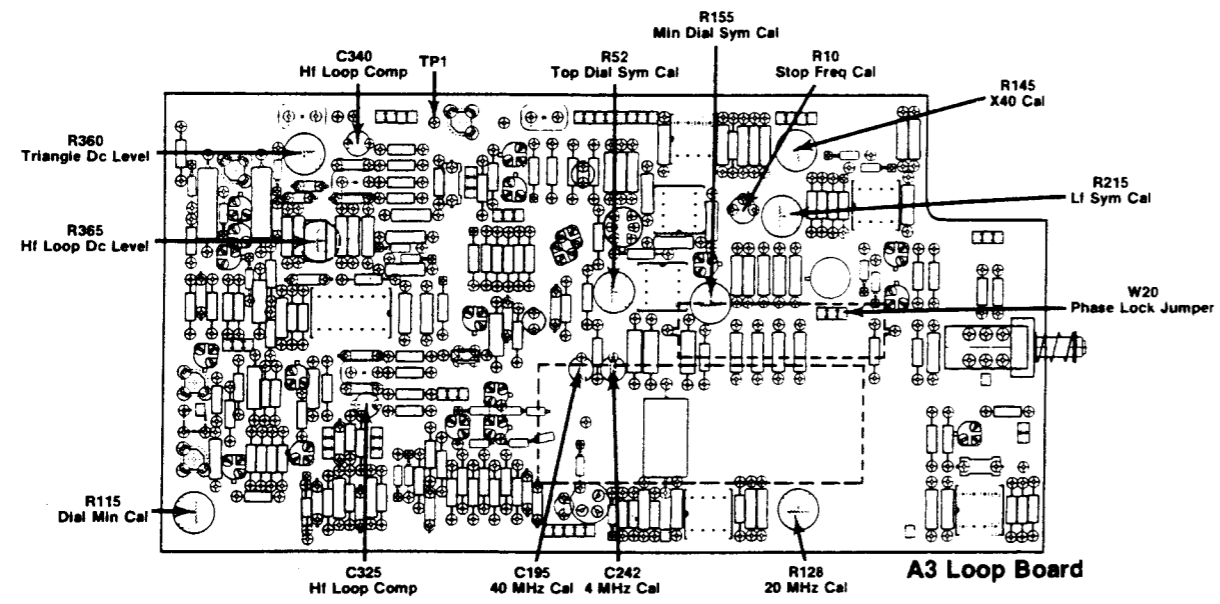 R155
Min Dial Sym Cal
C340
Hf Loop Comp
TP1
R52
Top Dial Sym Cal
R10
Stop Freq Cal
R145
X40 Cal
R360
Triangle Dc Level
R215
Lf Sym Cal
R365
Hf Loop Dc Level
W20
Phase Lock Jumper
R115
Dial Min Cal
C325
Hf Loop Comp
C195
40 MHz Cal
C242
4 MHz Cal
R128
20 MHz Cal
A3 Loop Board